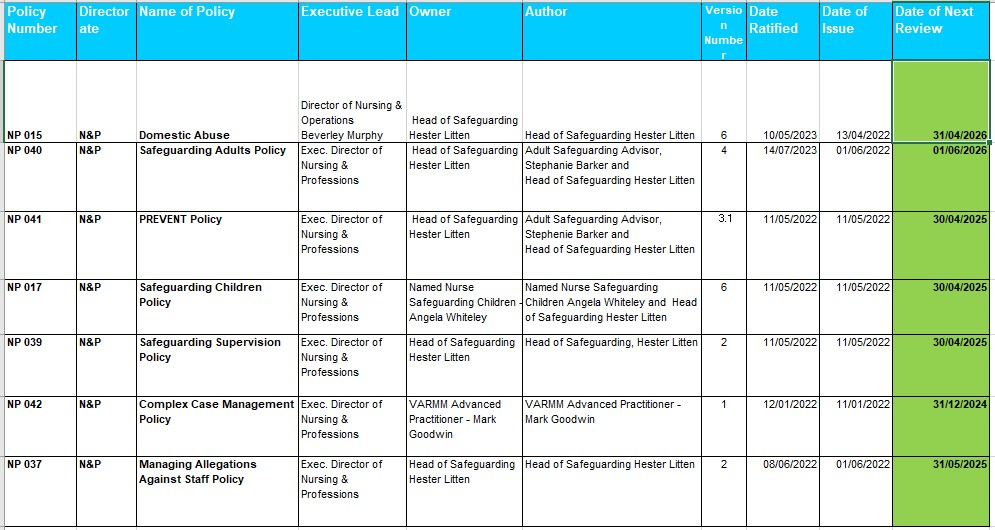 Policy Number
Director ate
Name of Policy
Executive Lead
Owner
Author
Versio n Numbe r
Date Ratified
Date of Issue
Date of Next Review
NP 015
N&P
Domestic Abuse
Director of Nursing &
Operations
Beverley Murphy
Head of Safeguarding
Hester Litten
Head of Safeguarding Hester Litten
6
10/05/2023
13/04/2022
31/04/2026
NP 040
N&P
Safeguarding Adults Policy
Exec. Director of
Nursing &
Professions
Head of Safeguarding
Hester Litten
Adult Safeguarding Advisor,
Stephanie Barker and
Head of Safeguarding Hester Litten
4
14/07/2023
01/06/2022
01/06/2026
NP 041
N&P
PREVENT Policy
Exec. Director of
Nursing &
Professions
Head of Safeguarding
Hester Litten
Adult Safeguarding Advisor,
Stephenie Barker and
Head of Safeguarding Hester Litten
3.1
11/05/2022
11/05/2022
30/04/2025
NP 017
N&P
Safeguarding Children
Policy
Exec. Director of
Nursing &
Professions
Named Nurse
Safeguarding Children -
Angela Whiteley
Named Nurse Safeguarding
Children Angela Whiteley and Head
of Safeguarding Hester Litten
6
11/05/2022
11/05/2022
30/04/2025
NP 039
N&P
Safeguarding Supervision
Policy
Exec. Director of
Nursing &
Professions
Head of Safeguarding
Hester Litten
Head of Safeguarding, Hester Litten
2
11/05/2022
11/05/2022
30/04/2025
NP 042
N&P
Complex Case Management
Policy
Exec. Director of
Nursing &
Professions
VARMM Advanced
Practitioner - Mark
Goodwin
VARMM Advanced Practitioner -
Mark Goodwin
1
12/01/2022
11/01/2022
31/12/2024
NP 037
N&P
Managing Allegations
Against Staff Policy
Exec. Director of
Nursing &
Professions
Head of Safeguarding
Hester Litten
Head of Safeguarding Hester Litten
2
08/06/2022
01/06/2022
31/05/2025